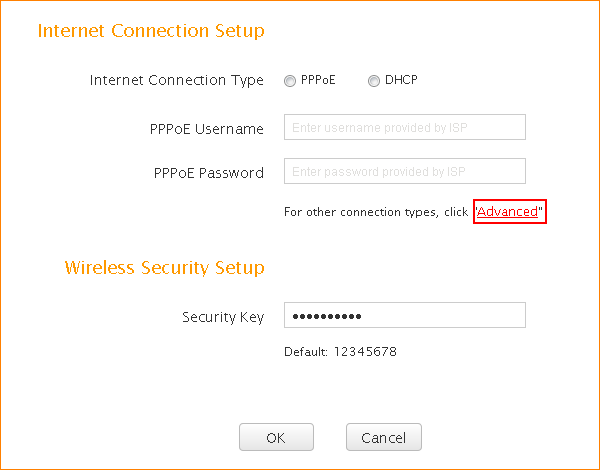 Internet Connection Setup
Internet Connection Type PPPoE DHCP
PPPoE Username Enter username provided by ISP
PPPoE Password Enter password provided by ISP
For other connection types, click "Advanced"
Wireless Security Setup
Security Key ••••••••••
Default: 12345678
OK Cancel